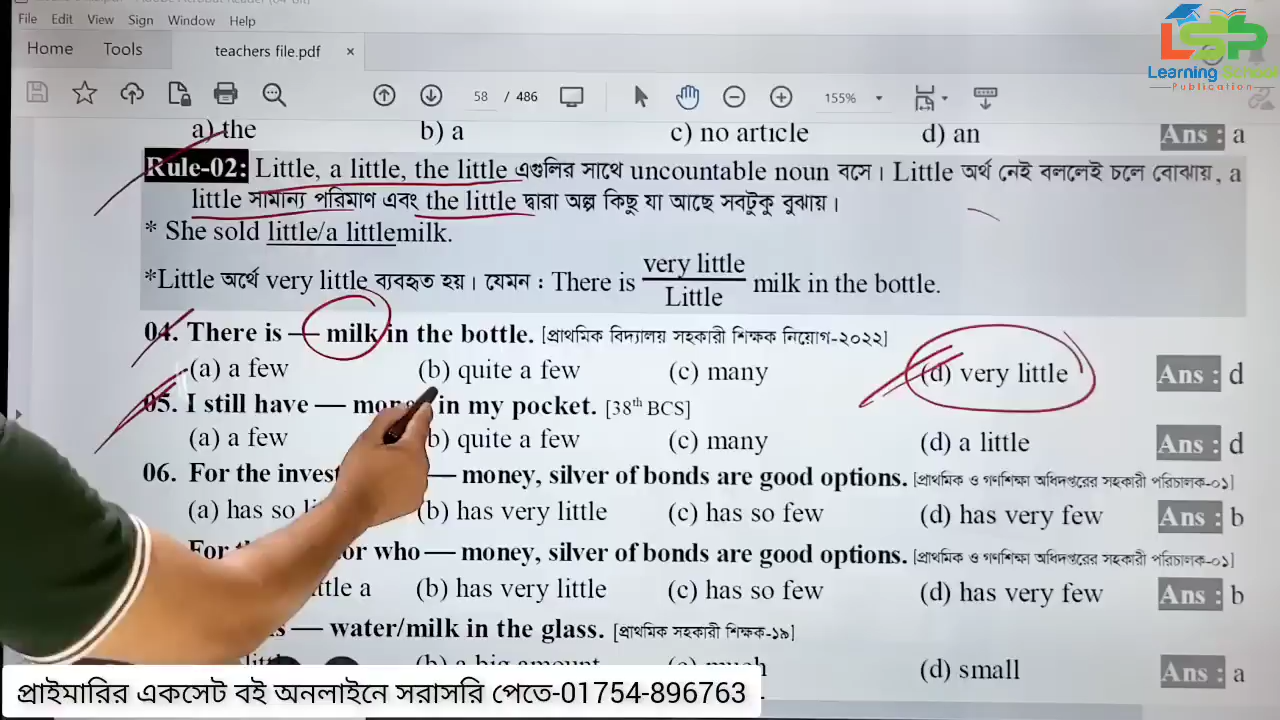 File Edit View Sign Window Help
Home Tools teachers file.pdf ×
58 / 486 155%
LSP
Learning School
Publication
a) the b) a c) no article d) an Ans : a
Rule-02: Little, a little, the little এগুলির সাথে uncountable noun বসে। Little অর্থ নেই বললেই চলে বোঝায়, a
little সামান্য পরিমাণ এবং the little দ্বারা অল্প কিছু যা আছে সবটুকু বুঝায়।
* She sold little/a littlemilk.
*Little অর্থে very little ব্যবহৃত হয়। যেমন : There is very little
Little milk in the bottle.
04. There is — milk in the bottle. [প্রাথমিক বিদ্যালয় সহকারী শিক্ষক নিয়োগ-২০২২]
(a) a few (b) quite a few (c) many (d) very little Ans : d
05. I still have — in my pocket. [38th BCS]
(a) a few (b) quite a few (c) many (d) a little Ans : d
06. For the — money, silver of bonds are good options. [প্রাথমিক ও গণশিক্ষা অধিদপ্তরের সহকারী পরিচালক-০১]
(a) has so (b) has very little (c) has so few (d) has very few Ans : b
For who — money, silver of bonds are good options. [প্রাথমিক ও গণশিক্ষা অধিদপ্তরের সহকারী পরিচালক-০১]
a (b) has very little (c) has so few (d) has very few Ans : b
— water/milk in the glass. [প্রাথমিক সহকারী শিক্ষক-১৯]
(b) a big amount (d) small Ans : a
প্রাইমারির একসেট বই অনলাইনে সরাসরি পেতে-01754-896763